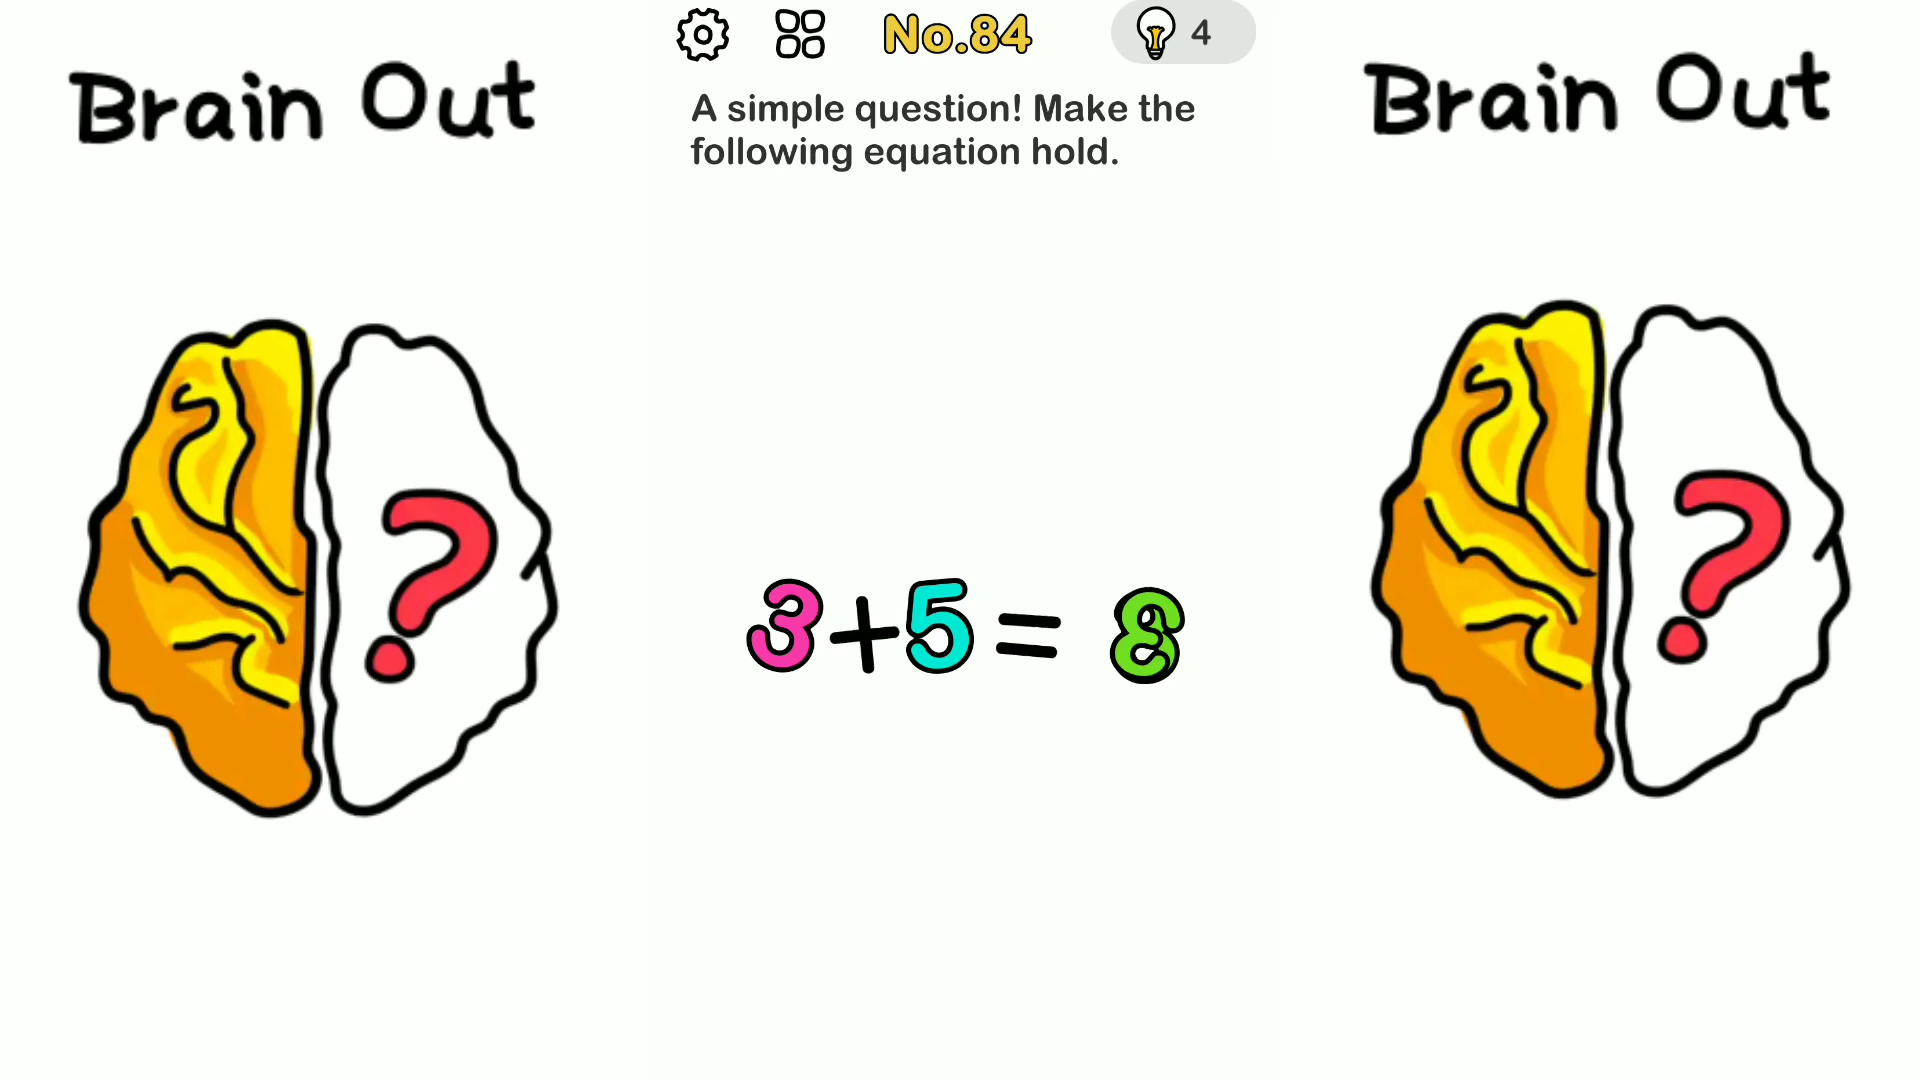 Brain Out
No.84
4
A simple question! Make the
following equation hold.
3+5= 8
?
Brain Out
?